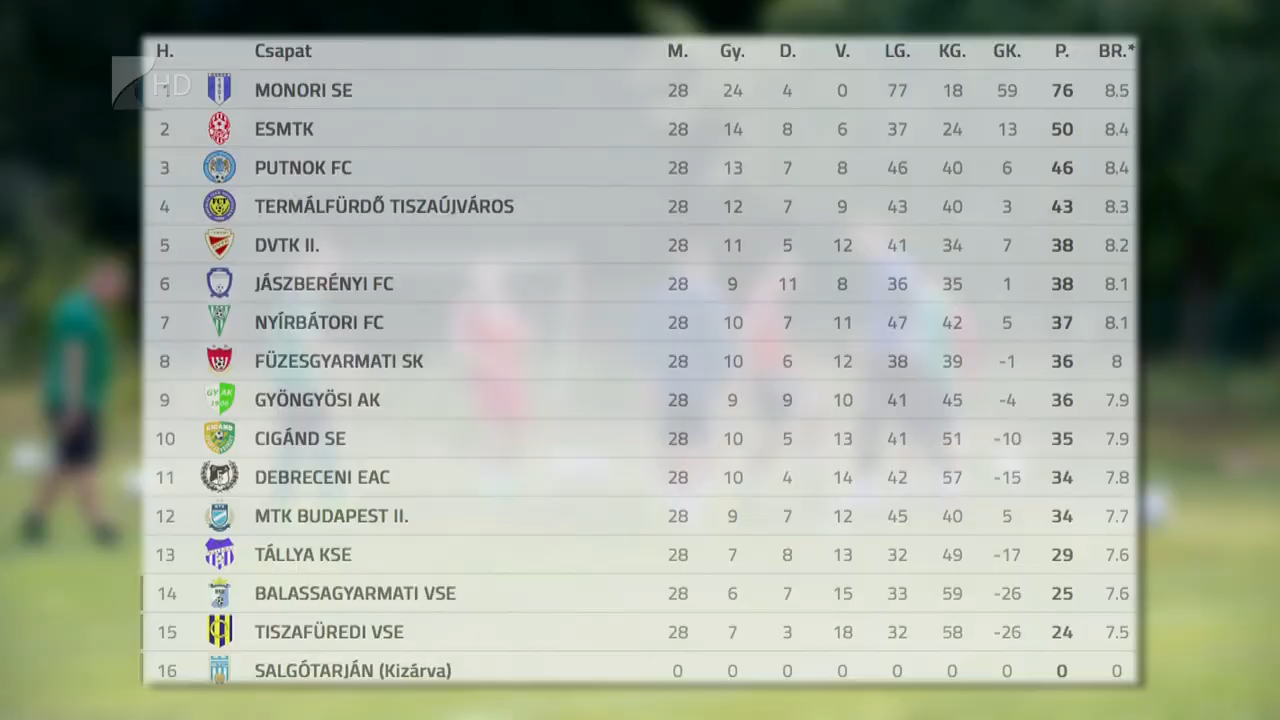 H. Csapat M. Gy. D. V. LG. KG. GK. P. BR.*
HD
1 MONORI SE 28 24 4 0 77 18 59 76 8.5
2 ESMTK 28 14 8 6 37 24 13 50 8.4
3 PUTNOK FC 28 13 7 8 46 40 6 46 8.4
4 TERMÁLFÜRDŐ TISZAÚJVÁROS 28 12 7 9 43 40 3 43 8.3
5 DVTK II. 28 11 5 12 41 34 7 38 8.2
6 JÁSZBERÉNYI FC 28 9 11 8 36 35 1 38 8.1
7 NYÍRBÁTORI FC 28 10 7 11 47 42 5 37 8.1
8 FÜZESGYARMATI SK 28 10 6 12 38 39 -1 36 8
9 GYAK 1906 GYÖNGYÖSI AK 28 9 9 10 41 45 -4 36 7.9
10 CIGÁND SE 28 10 5 13 41 51 -10 35 7.9
11 DEBRECENI EAC 28 10 4 14 42 57 -15 34 7.8
12 MTK BUDAPEST II. 28 9 7 12 45 40 5 34 7.7
13 TÁLLYA KSE 28 7 8 13 32 49 -17 29 7.6
14 BALASSAGYARMATI VSE 28 6 7 15 33 59 -26 25 7.6
15 TISZAFÜREDI VSE 28 7 3 18 32 58 -26 24 7.5
16 SALGÓTARJÁN (Kizárva) 0 0 0 0 0 0 0 0 0